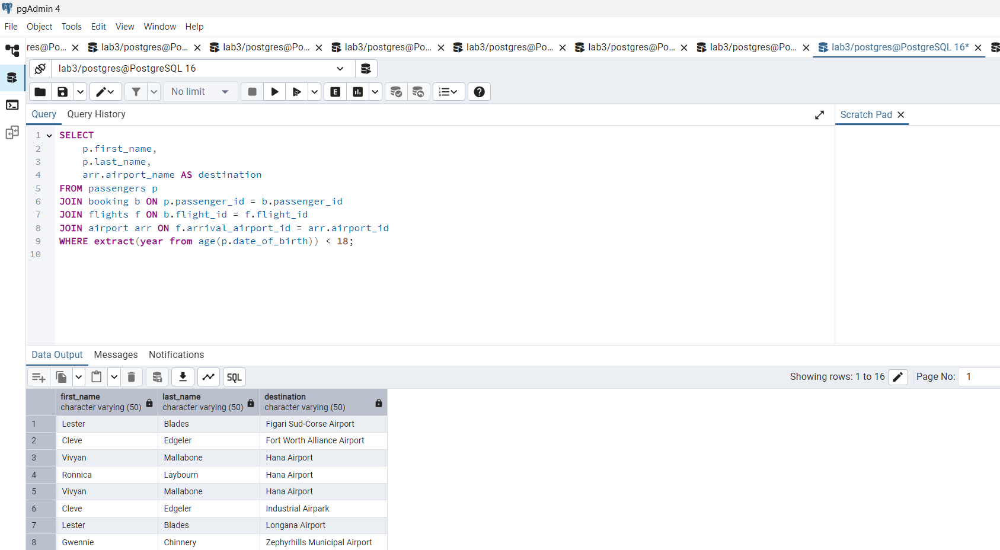 pgAdmin 4
File Object Tools Edit View Window Help
res@Po... lab3/postgres@Po... lab3/postgres@Po... lab3/postgres@Po... lab3/postgres@Po... lab3/postgres@Po... lab3/postgres@Po... lab3/postgres@PostgreSQL 16*
lab3/postgres@PostgreSQL 16
No limit E
Query Query History Scratch Pad
1 SELECT
2 p.first_name,
3 p.last_name,
4 arr.airport_name AS destination
5 FROM passengers p
6 JOIN booking b ON p.passenger_id = b.passenger_id
7 JOIN flights f ON b.flight_id = f.flight_id
8 JOIN airport arr ON f.arrival_airport_id = arr.airport_id
9 WHERE extract(year from age(p.date_of_birth)) < 18;
10
Data Output Messages Notifications
SQL Showing rows: 1 to 16 Page No: 1
first_name last_name destination
character varying (50) character varying (50) character varying (50)
1 Lester Blades Figari Sud-Corse Airport
2 Cleve Edgeler Fort Worth Alliance Airport
3 Vivyan Mallabone Hana Airport
4 Ronnica Laybourn Hana Airport
5 Vivyan Mallabone Hana Airport
6 Cleve Edgeler Industrial Airpark
7 Lester Blades Longana Airport
8 Gwennie Chinnery Zephyrhills Municipal Airport